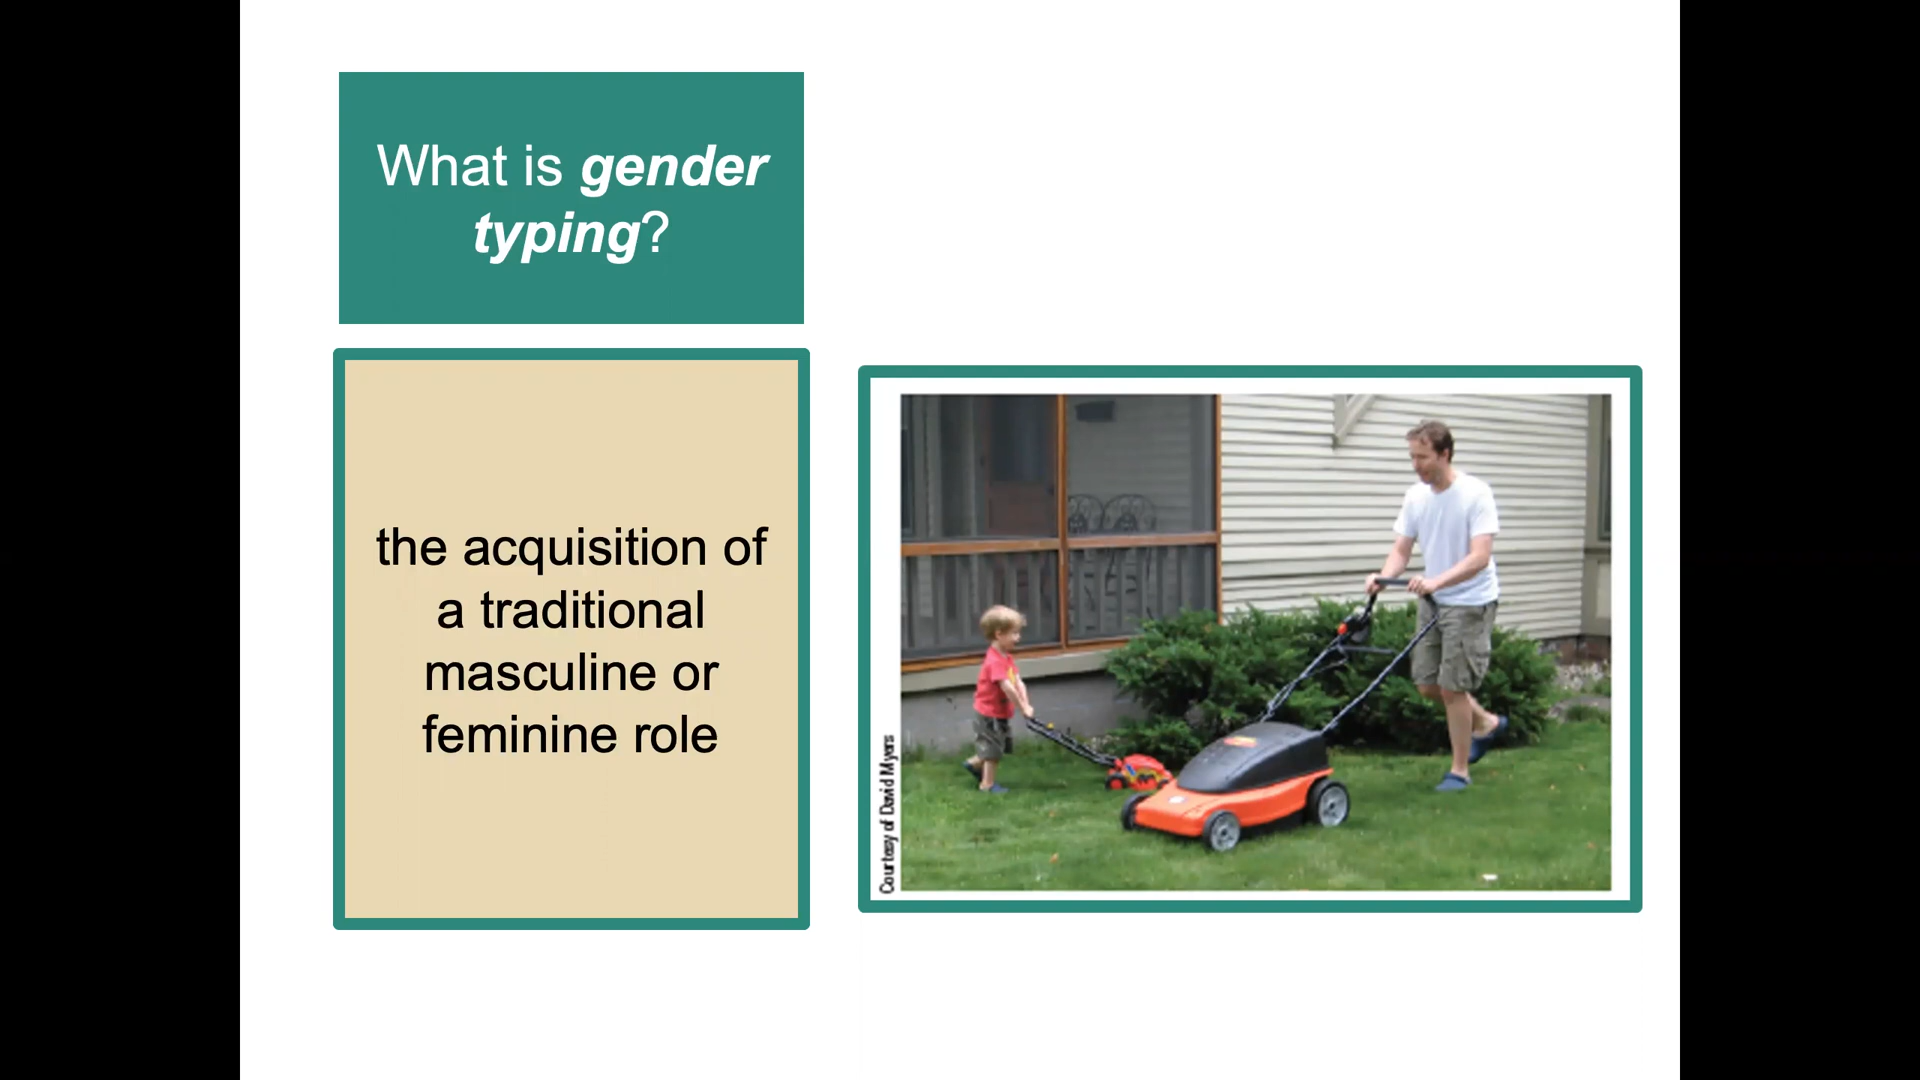 What is gender
typing?
the acquisition of
a traditional
masculine or
feminine role
Courtesy of David Myers